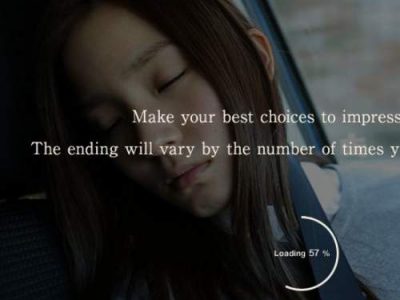 Make your best choices to impress
The ending will vary by the number of times y
Loading 57 %